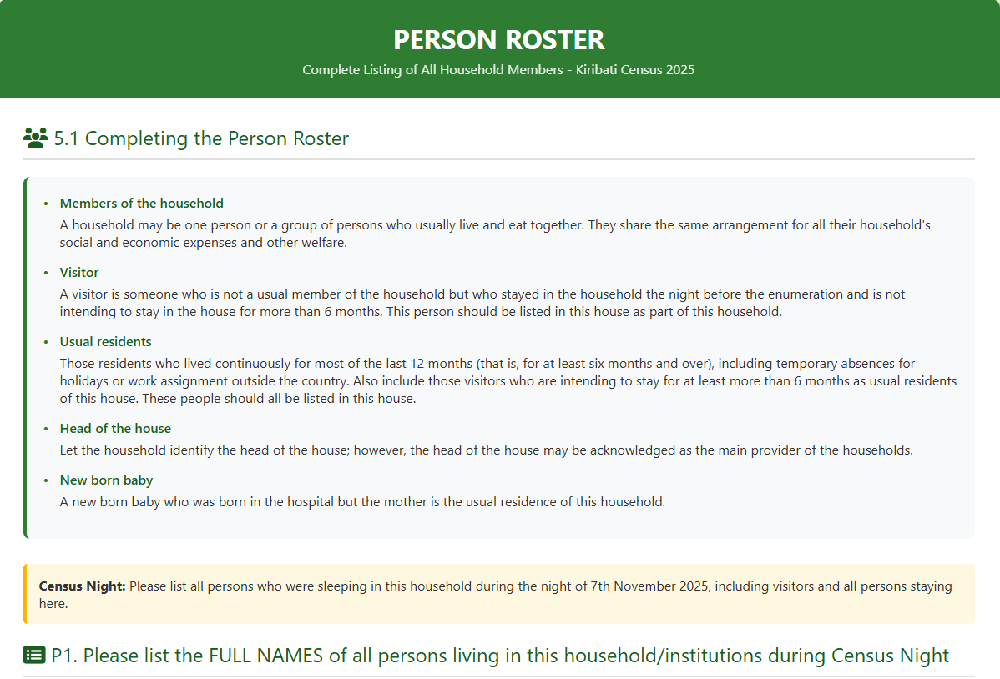 PERSON ROSTER
Complete Listing of All Household Members - Kiribati Census 2025
5.1 Completing the Person Roster
• Members of the household
A household may be one person or a group of persons who usually live and eat together. They share the same arrangement for all their household's
social and economic expenses and other welfare.
• Visitor
A visitor is someone who is not a usual member of the household but who stayed in the household the night before the enumeration and is not
intending to stay in the house for more than 6 months. This person should be listed in this house as part of this household.
• Usual residents
Those residents who lived continuously for most of the last 12 months (that is, for at least six months and over), including temporary absences for
holidays or work assignment outside the country. Also include those visitors who are intending to stay for at least more than 6 months as usual residents
of this house. These people should all be listed in this house.
• Head of the house
Let the household identify the head of the house; however, the head of the house may be acknowledged as the main provider of the households.
• New born baby
A new born baby who was born in the hospital but the mother is the usual residence of this household.
Census Night: Please list all persons who were sleeping in this household during the night of 7th November 2025, including visitors and all persons staying
here.
P1. Please list the FULL NAMES of all persons living in this household/institutions during Census Night